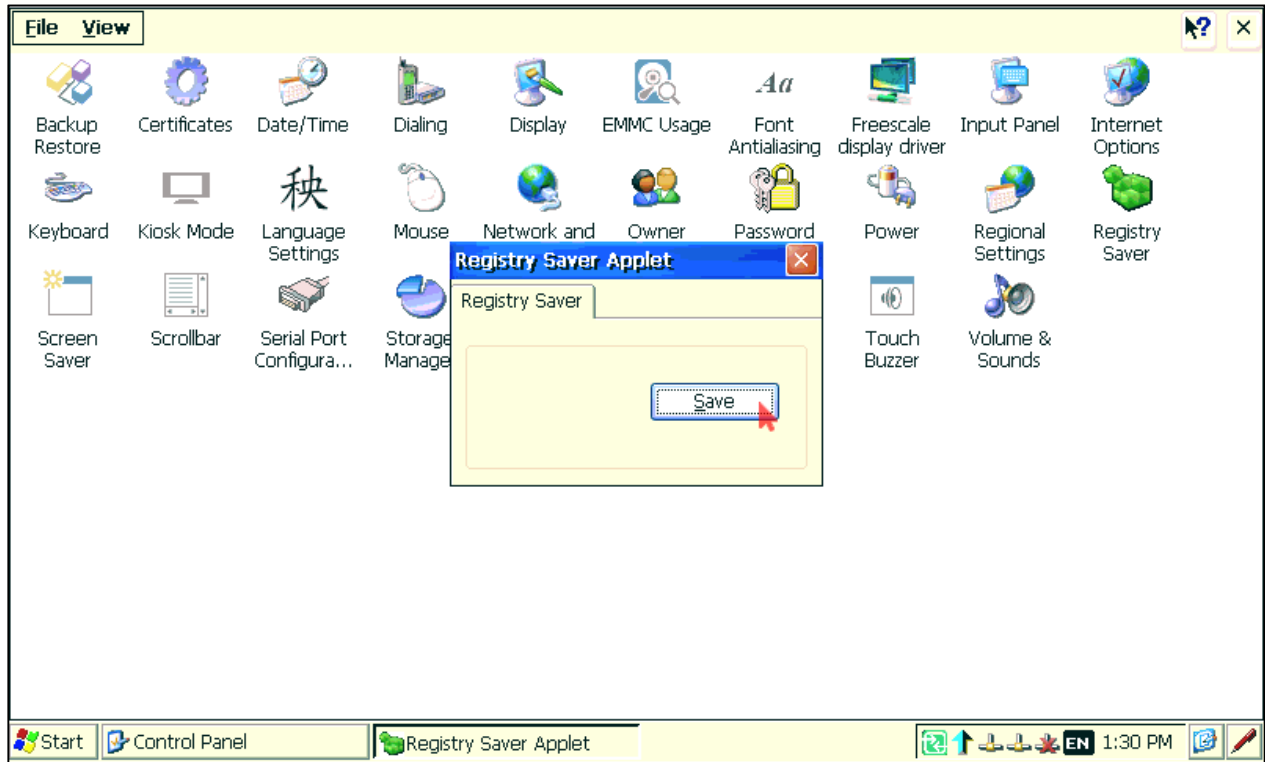 File View
?
Backup Restore
Certificates
Date/Time
Dialing
Display
EMMC Usage
Aa
Font Antialiasing
Freescale display driver
Input Panel
Internet Options
Keyboard
Kiosk Mode
秧
Language Settings
Mouse
Network and
Owner
Password
Power
Regional Settings
Registry Saver
Screen Saver
Scrollbar
Serial Port Configura...
Storage Manage
Touch Buzzer
Volume & Sounds
Registry Saver Applet
Registry Saver
Save
Start
Control Panel
Registry Saver Applet
EN
1:30 PM